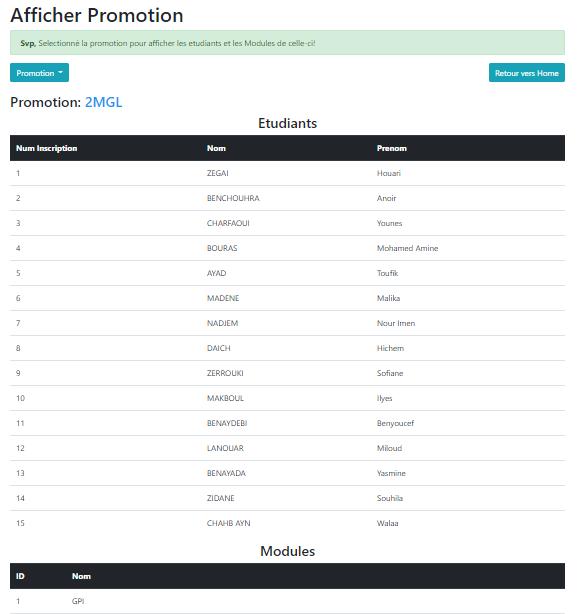 Afficher Promotion
Svp, Selectionné la promotion pour afficher les etudiants et les Modules de celle-ci!
Promotion
Retour vers Home
Promotion: 2MGL
Etudiants
Num Inscription Nom Prenom
1 ZEGAI Houari
2 BENCHOUHRA Anoir
3 CHARFAOUI Younes
4 BOURAS Mohamed Amine
5 AYAD Toufik
6 MADENE Malika
7 NADJEM Nour Imen
8 DAICH Hichem
9 ZERROUKI Sofiane
10 MAKBOUL Ilyes
11 BENAYDEBI Benyoucef
12 LANOUAR Miloud
13 BENAYADA Yasmine
14 ZIDANE Souhila
15 CHAHB AYN Walaa
Modules
ID Nom
1 GPI